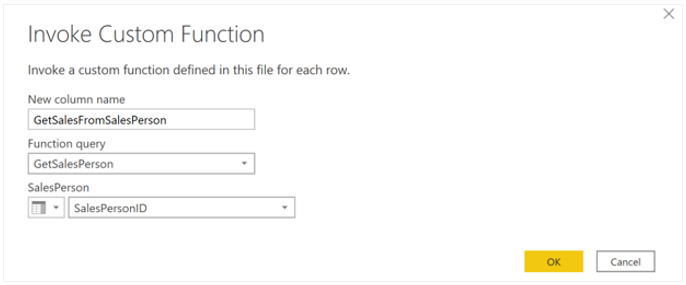 Invoke Custom Function
Invoke a custom function defined in this file for each row.
New column name
GetSalesFromSalesPerson
Function query
GetSalesPerson
SalesPerson
SalesPersonID
OK Cancel